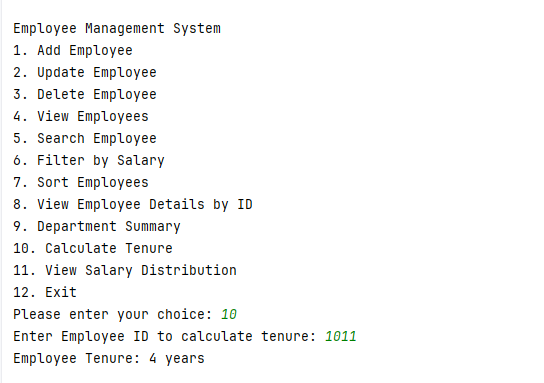 Employee Management System
1. Add Employee
2. Update Employee
3. Delete Employee
4. View Employees
5. Search Employee
6. Filter by Salary
7. Sort Employees
8. View Employee Details by ID
9. Department Summary
10. Calculate Tenure
11. View Salary Distribution
12. Exit
Please enter your choice: 10
Enter Employee ID to calculate tenure: 1011
Employee Tenure: 4 years